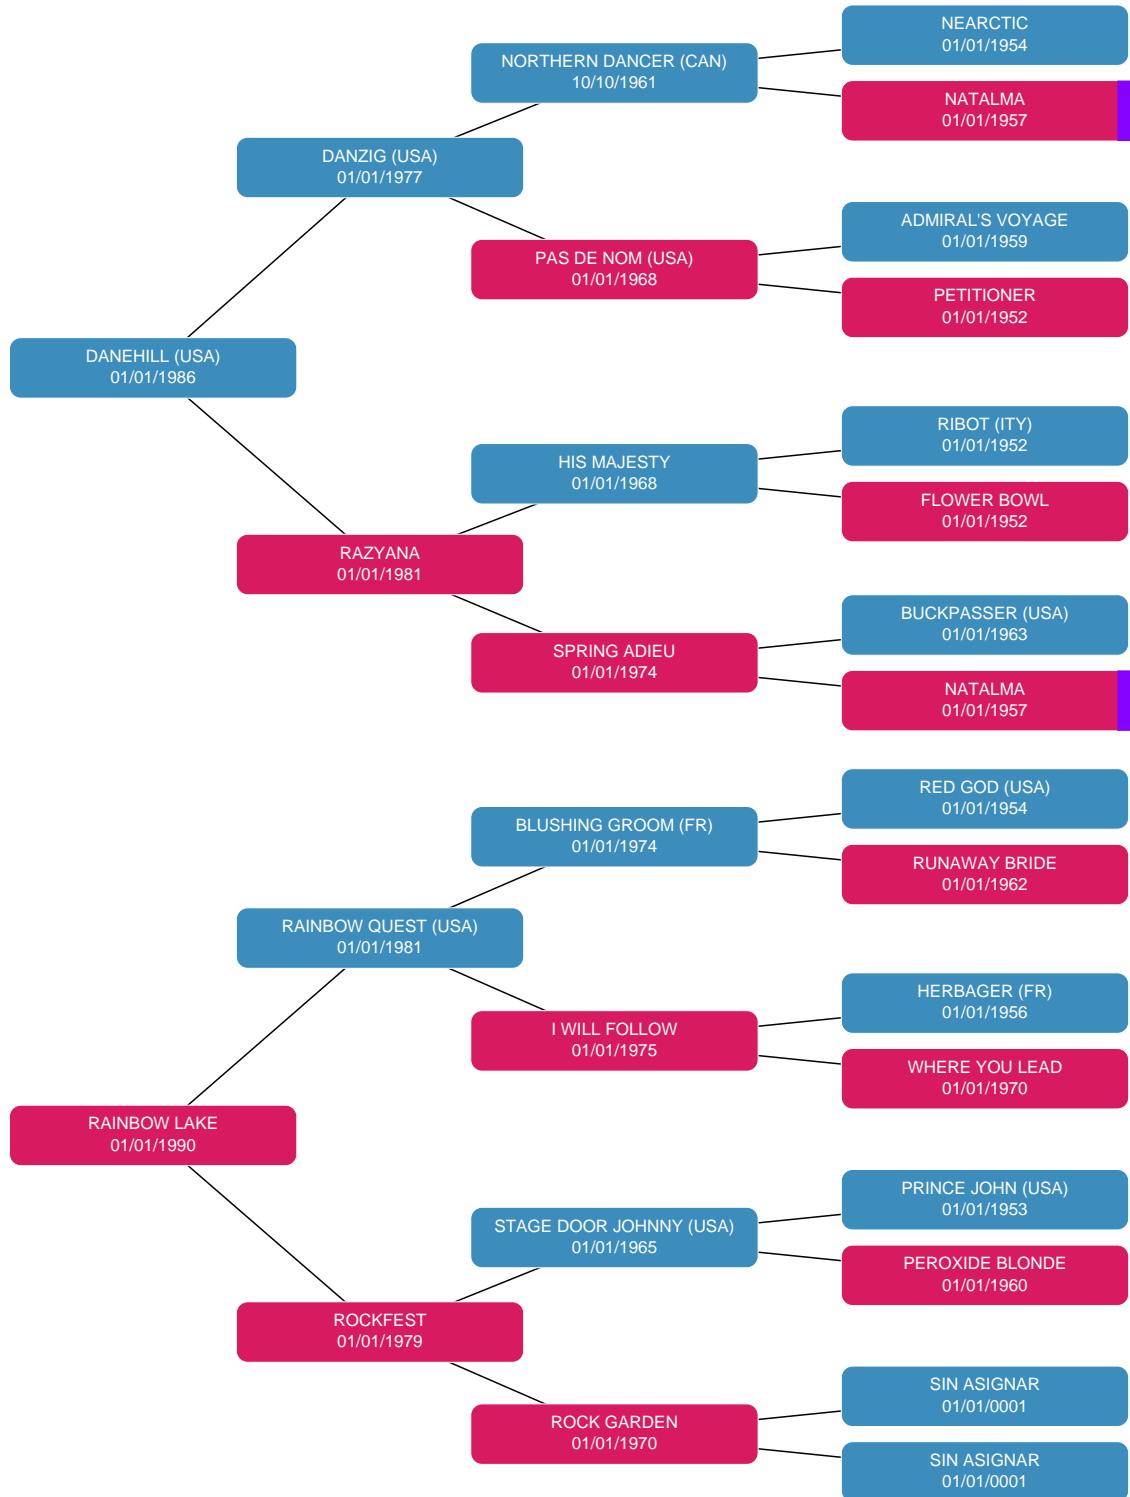 NEARCTIC
01/01/1954
NORTHERN DANCER (CAN)
10/10/1961
NATALMA
01/01/1957
DANZIG (USA)
01/01/1977
ADMIRAL'S VOYAGE
01/01/1959
PAS DE NOM (USA)
01/01/1968
PETITIONER
01/01/1952
DANEHILL (USA)
01/01/1986
RIBOT (ITY)
01/01/1952
HIS MAJESTY
01/01/1968
FLOWER BOWL
01/01/1952
RAZYANA
01/01/1981
BUCKPASSER (USA)
01/01/1963
SPRING ADIEU
01/01/1974
NATALMA
01/01/1957
RED GOD (USA)
01/01/1954
BLUSHING GROOM (FR)
01/01/1974
RUNAWAY BRIDE
01/01/1962
RAINBOW QUEST (USA)
01/01/1981
HERBAGER (FR)
01/01/1956
I WILL FOLLOW
01/01/1975
WHERE YOU LEAD
01/01/1970
RAINBOW LAKE
01/01/1990
PRINCE JOHN (USA)
01/01/1953
STAGE DOOR JOHNNY (USA)
01/01/1965
PEROXIDE BLONDE
01/01/1960
ROCKFEST
01/01/1979
SIN ASIGNAR
01/01/0001
ROCK GARDEN
01/01/1970
SIN ASIGNAR
01/01/0001